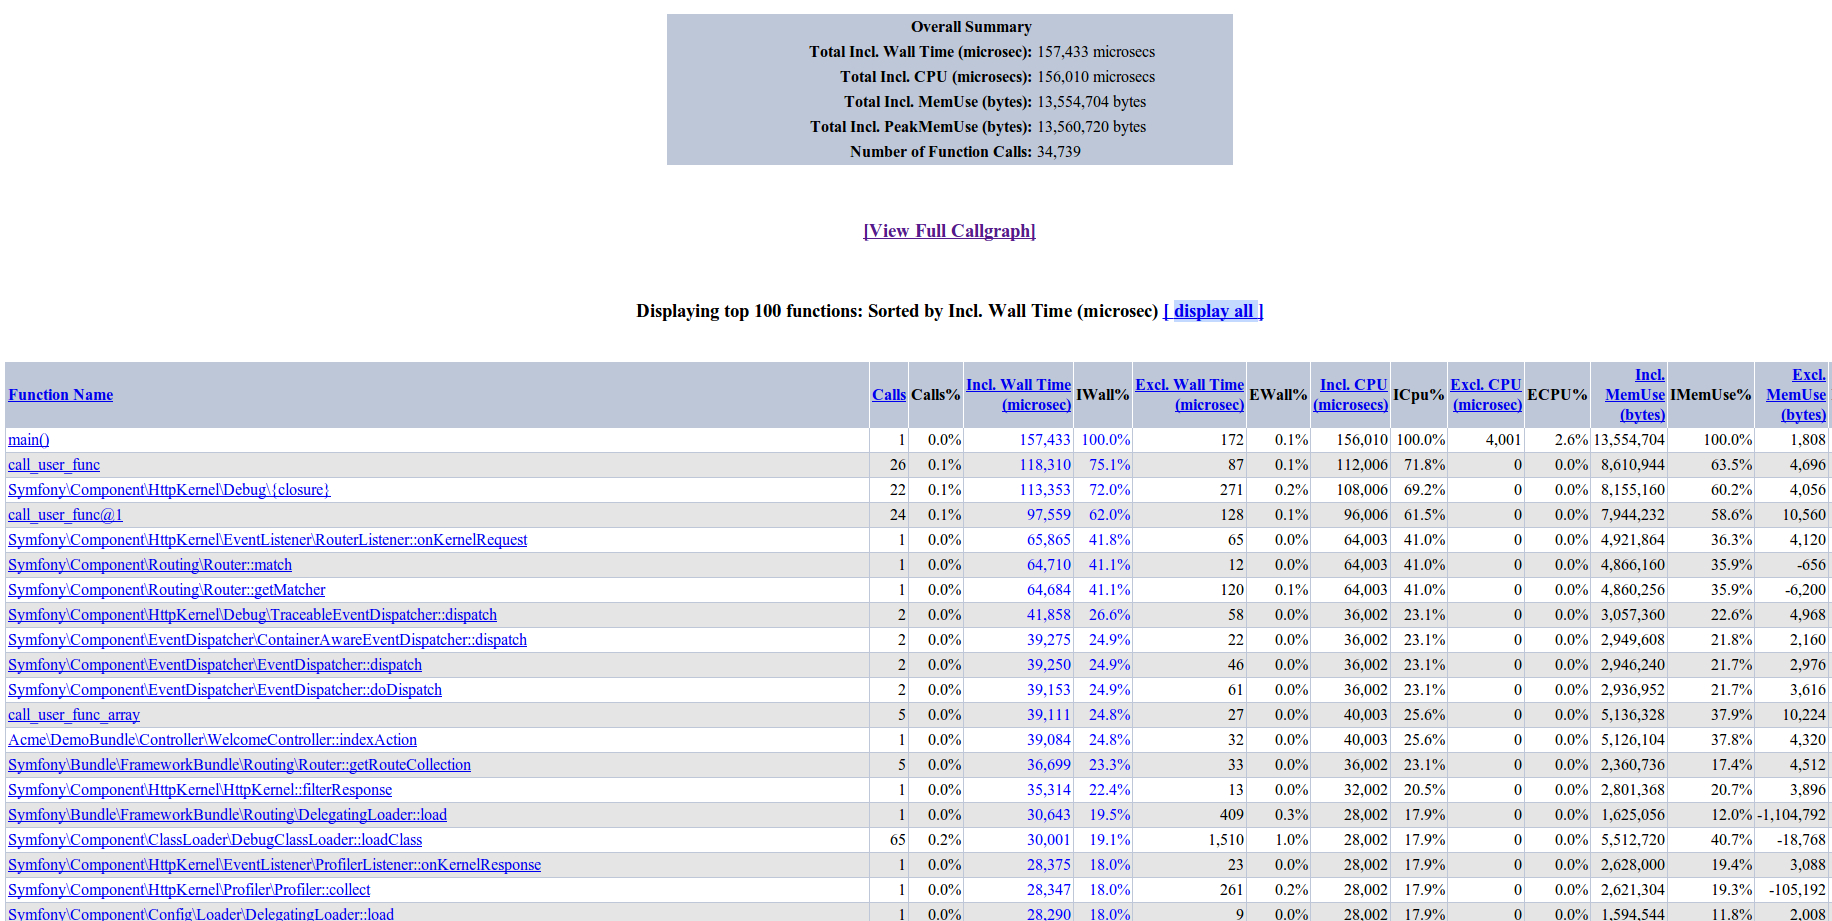 Overall Summary
Total Incl. Wall Time (microsec): 157,433 microsecs
Total Incl. CPU (microsecs): 156,010 microsecs
Total Incl. MemUse (bytes): 13,554,704 bytes
Total Incl. PeakMemUse (bytes): 13,560,720 bytes
Number of Function Calls: 34,739
[View Full Callgraph]
Displaying top 100 functions: Sorted by Incl. Wall Time (microsec) [ display all ]
Function Name Calls Calls% Incl. Wall Time (microsec) IWall% Excl. Wall Time (microsec) EWall% Incl. CPU (microsecs) ICpu% Excl. CPU (microsec) ECPU% Incl. MemUse (bytes) IMemUse% Excl. MemUse (bytes)
main() 1 0.0% 157,433 100.0% 172 0.1% 156,010 100.0% 4,001 2.6% 13,554,704 100.0% 1,808
call_user_func 26 0.1% 118,310 75.1% 87 0.1% 112,006 71.8% 0 0.0% 8,610,944 63.5% 4,696
Symfony\Component\HttpKernel\Debug\{closure} 22 0.1% 113,353 72.0% 271 0.2% 108,006 69.2% 0 0.0% 8,155,160 60.2% 4,056
call_user_func@1 24 0.1% 97,559 62.0% 128 0.1% 96,006 61.5% 0 0.0% 7,944,232 58.6% 10,560
Symfony\Component\HttpKernel\EventListener\RouterListener::onKernelRequest 1 0.0% 65,865 41.8% 65 0.0% 64,003 41.0% 0 0.0% 4,921,864 36.3% 4,120
Symfony\Component\Routing\Router::match 1 0.0% 64,710 41.1% 12 0.0% 64,003 41.0% 0 0.0% 4,866,160 35.9% -656
Symfony\Component\Routing\Router::getMatcher 1 0.0% 64,684 41.1% 120 0.1% 64,003 41.0% 0 0.0% 4,860,256 35.9% -6,200
Symfony\Component\HttpKernel\Debug\TraceableEventDispatcher::dispatch 2 0.0% 41,858 26.6% 58 0.0% 36,002 23.1% 0 0.0% 3,057,360 22.6% 4,968
Symfony\Component\EventDispatcher\ContainerAwareEventDispatcher::dispatch 2 0.0% 39,275 24.9% 22 0.0% 36,002 23.1% 0 0.0% 2,949,608 21.8% 2,160
Symfony\Component\EventDispatcher\EventDispatcher::dispatch 2 0.0% 39,250 24.9% 46 0.0% 36,002 23.1% 0 0.0% 2,946,240 21.7% 2,976
Symfony\Component\EventDispatcher\EventDispatcher::doDispatch 2 0.0% 39,153 24.9% 61 0.0% 36,002 23.1% 0 0.0% 2,936,952 21.7% 3,616
call_user_func_array 5 0.0% 39,111 24.8% 27 0.0% 40,003 25.6% 0 0.0% 5,136,328 37.9% 10,224
Acme\DemoBundle\Controller\WelcomeController::indexAction 1 0.0% 39,084 24.8% 32 0.0% 40,003 25.6% 0 0.0% 5,126,104 37.8% 4,320
Symfony\Bundle\FrameworkBundle\Routing\Router::getRouteCollection 5 0.0% 36,699 23.3% 33 0.0% 36,002 23.1% 0 0.0% 2,360,736 17.4% 4,512
Symfony\Component\HttpKernel\HttpKernel::filterResponse 1 0.0% 35,314 22.4% 13 0.0% 32,002 20.5% 0 0.0% 2,801,368 20.7% 3,896
Symfony\Bundle\FrameworkBundle\Routing\DelegatingLoader::load 1 0.0% 30,643 19.5% 409 0.3% 28,002 17.9% 0 0.0% 1,625,056 12.0% -1,104,792
Symfony\Component\ClassLoader\DebugClassLoader::loadClass 65 0.2% 30,001 19.1% 1,510 1.0% 28,002 17.9% 0 0.0% 5,512,720 40.7% -18,768
Symfony\Component\HttpKernel\EventListener\ProfilerListener::onKernelResponse 1 0.0% 28,375 18.0% 23 0.0% 28,002 17.9% 0 0.0% 2,628,000 19.4% 3,088
Symfony\Component\HttpKernel\Profiler\Profiler::collect 1 0.0% 28,347 18.0% 261 0.2% 28,002 17.9% 0 0.0% 2,621,304 19.3% -105,192
Symfony\Component\Config\Loader\DelegatingLoader::load 1 0.0% 28,290 18.0% 9 0.0% 28,002 17.9% 0 0.0% 1,594,544 11.8% 2,008